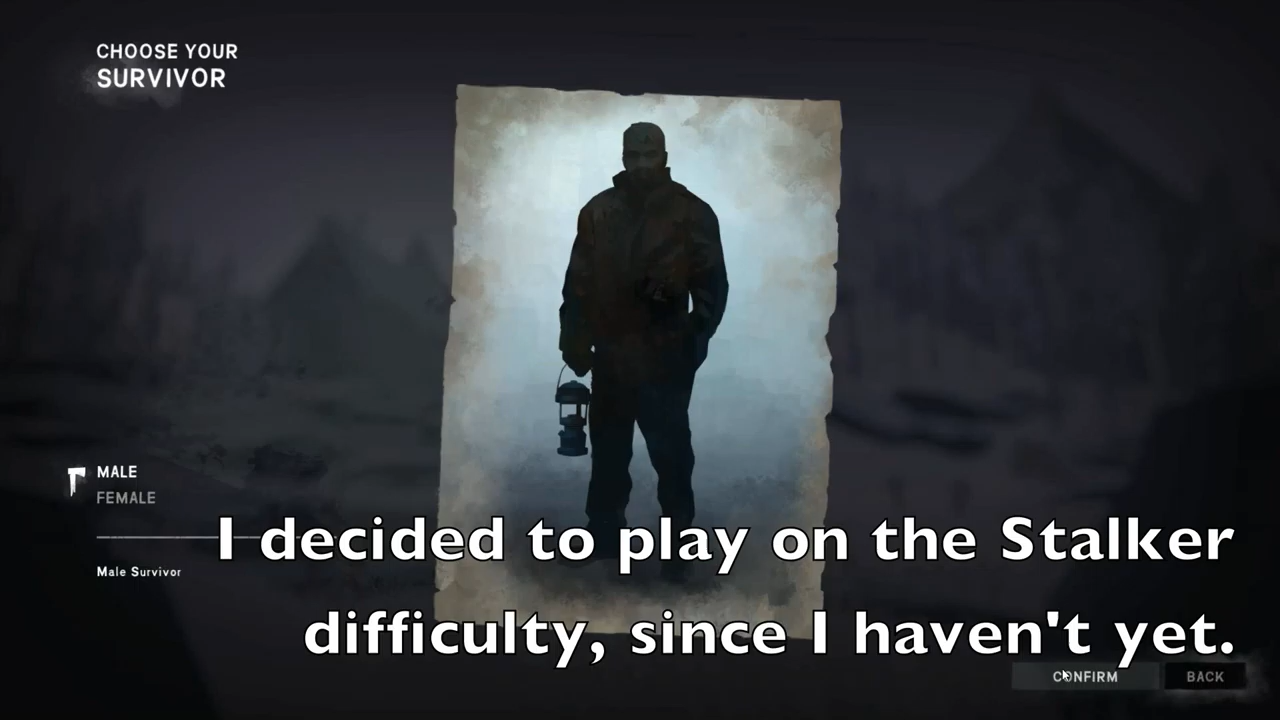 CHOOSE YOUR
SURVIVOR
MALE
FEMALE
Male Survivor
I decided to play on the Stalker
difficulty, since I haven't yet.
CONFIRM
BACK